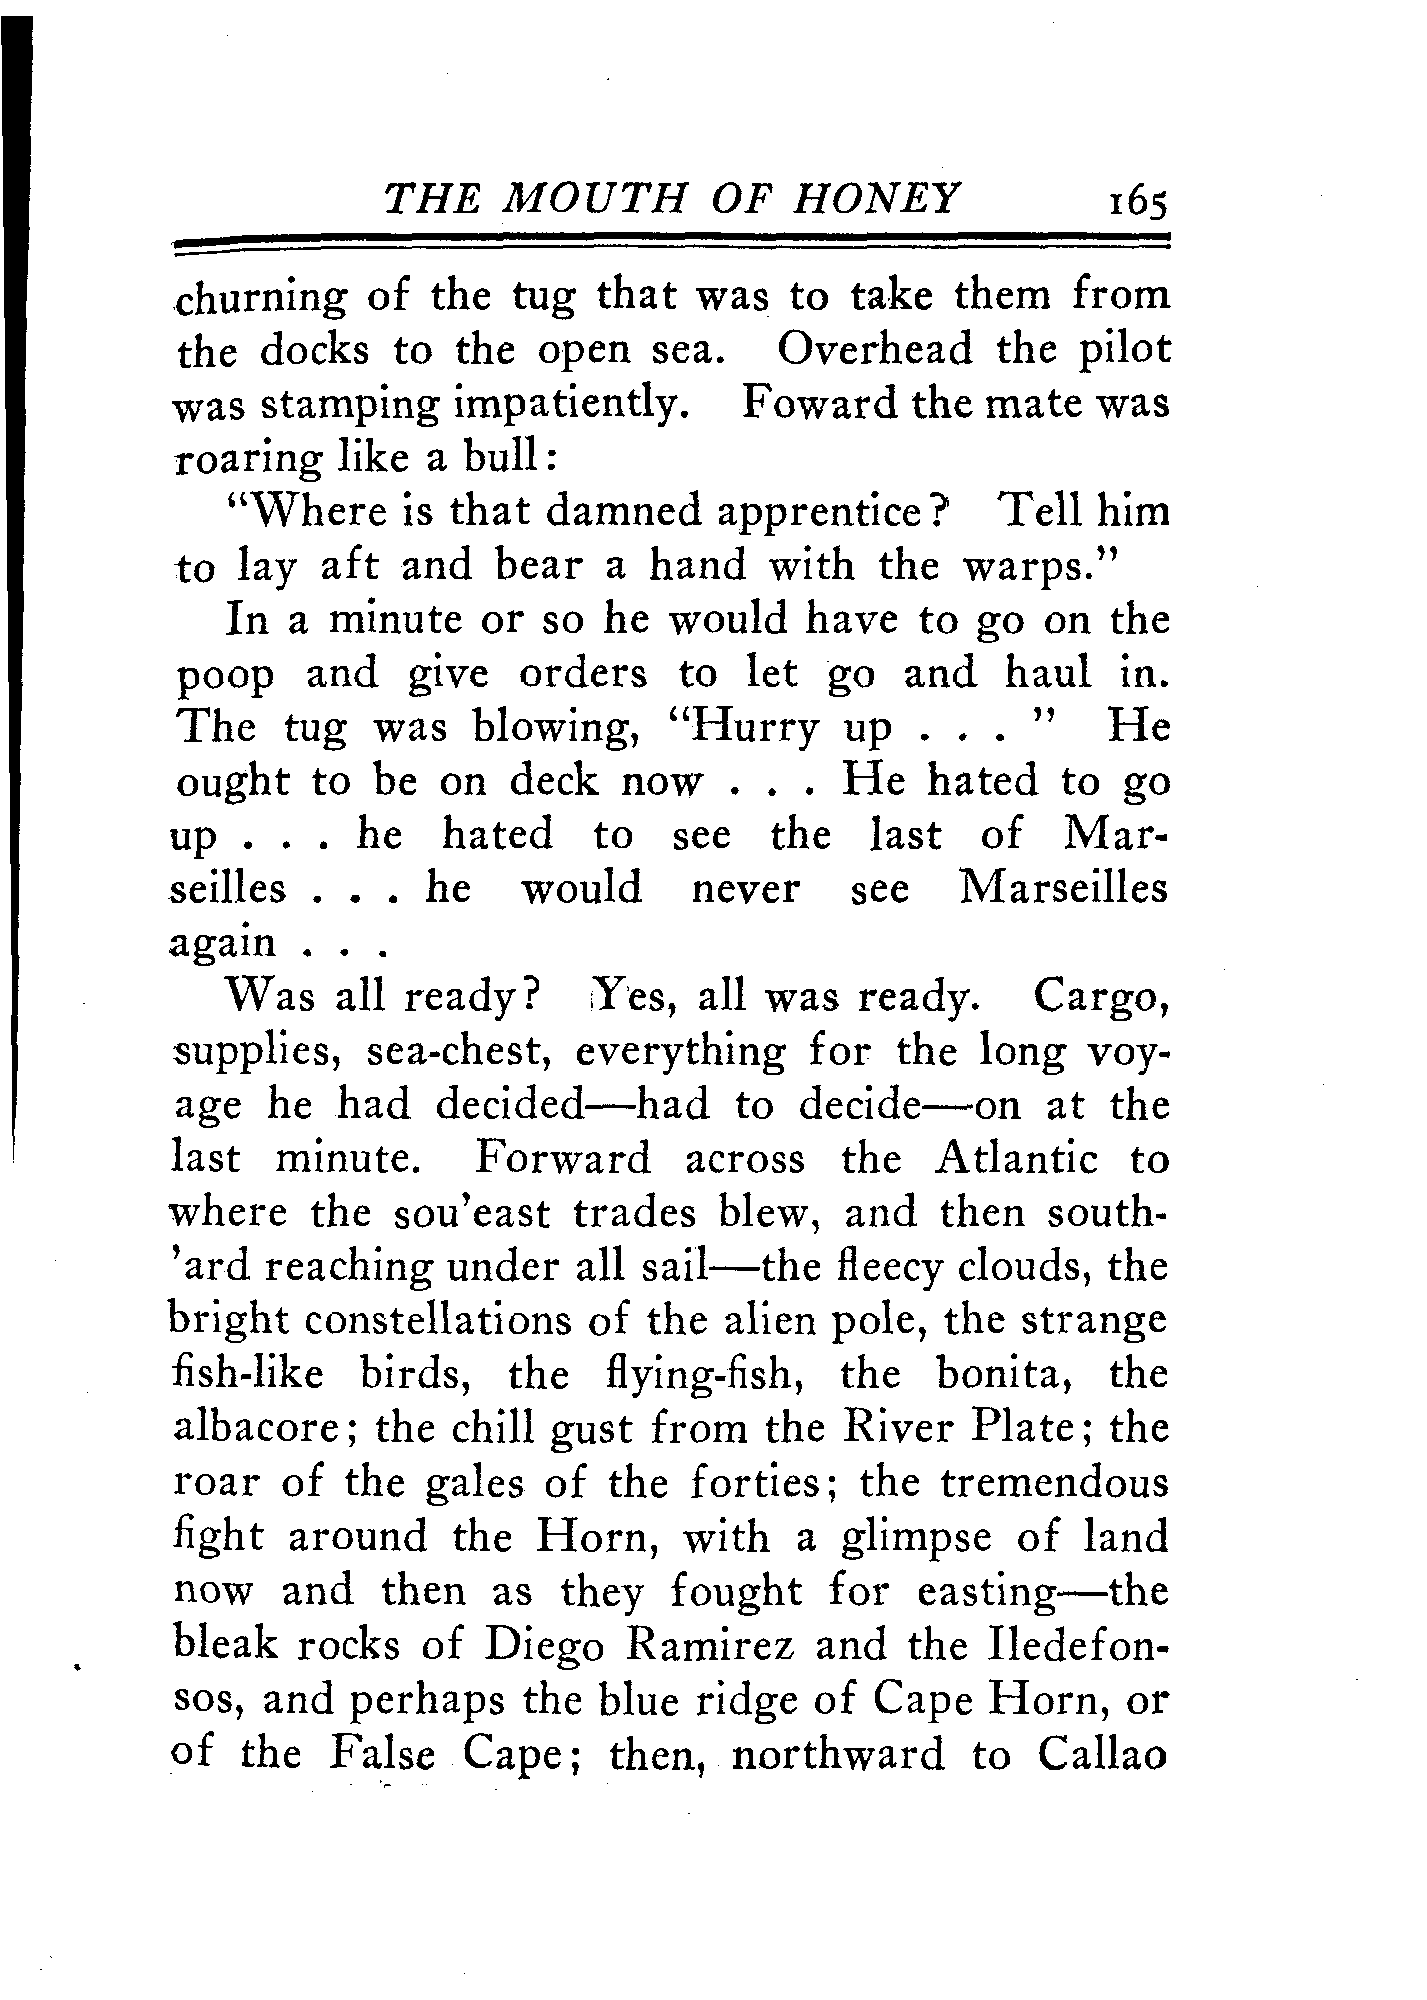 THE MOUTH OF HONEY 165
churning of the tug that was to take them from
the docks to the open sea. Overhead the pilot
was stamping impatiently. Foward the mate was
roaring like a bull:
"Where is that damned apprentice? Tell him
to lay aft and bear a hand with the warps."
In a minute or so he would have to go on the
poop and give orders to let go and haul in.
The tug was blowing, "Hurry up . . . " He
ought to be on deck now . . . He hated to go
up . . . he hated to see the last of Mar-
seilles . . . he would never see Marseilles
again . . .
Was all ready? Yes, all was ready. Cargo,
supplies, sea-chest, everything for the long voy-
age he had decided—had to decide—on at the
last minute. Forward across the Atlantic to
where the sou'east trades blew, and then south-
'ard reaching under all sail—the fleecy clouds, the
bright constellations of the alien pole, the strange
fish-like birds, the flying-fish, the bonita, the
albacore; the chill gust from the River Plate; the
roar of the gales of the forties; the tremendous
fight around the Horn, with a glimpse of land
now and then as they fought for easting—the
bleak rocks of Diego Ramirez and the Iledefon-
sos, and perhaps the blue ridge of Cape Horn, or
of the False Cape; then, northward to Callao